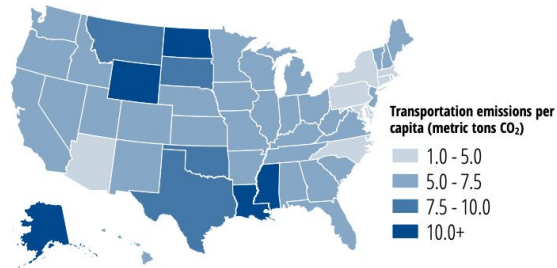 Transportation emissions per
capita (metric tons CO₂)
1.0 - 5.0
5.0 - 7.5
7.5 - 10.0
10.0+